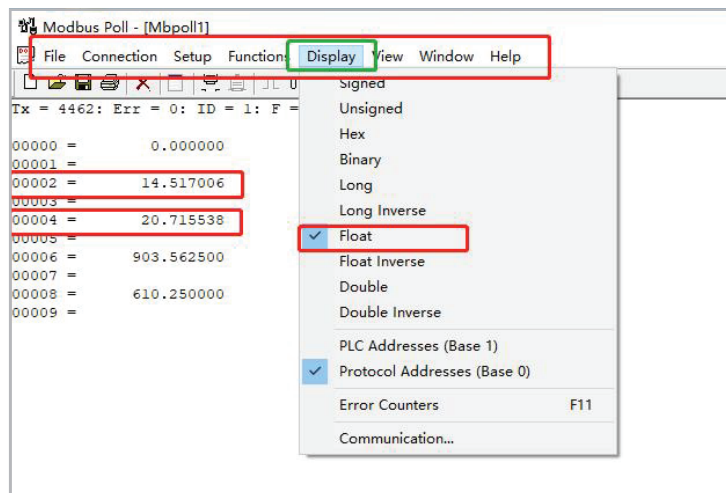 Modbus Poll - [Mbpoll1]
File Connection Setup Functions Display View Window Help
Tx = 4462: Err = 0: ID = 1: F =
00000 = 0.000000
00001 =
00002 = 14.517006
00003 =
00004 = 20.715538
00005 =
00006 = 903.562500
00007 =
00008 = 610.250000
00009 =
Signed
Unsigned
Hex
Binary
Long
Long Inverse
Float
Float Inverse
Double
Double Inverse
PLC Addresses (Base 1)
Protocol Addresses (Base 0)
Error Counters F11
Communication...